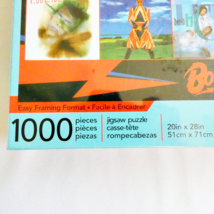 Easy Framing Format • Facile à Encadrer
1000
pieces
pièces
piezas
jigsaw puzzle
casse-tête
rompecabezas
20in x 28in
51cm x 71cm